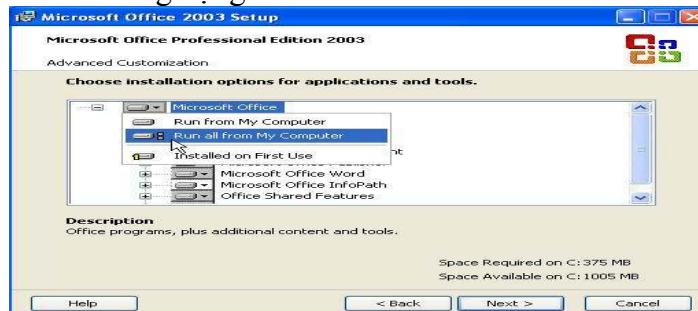 Microsoft Office 2003 Setup
Microsoft Office Professional Edition 2003
Advanced Customization
Choose installation options for applications and tools.
Microsoft Office
Run from My Computer
Run all from My Computer
Installed on First Use
Microsoft Office Word
Microsoft Office InfoPath
Office Shared Features
Description
Office programs, plus additional content and tools.
Space Required on C: 375 MB
Space Available on C: 1005 MB
Help
< Back
Next >
Cancel